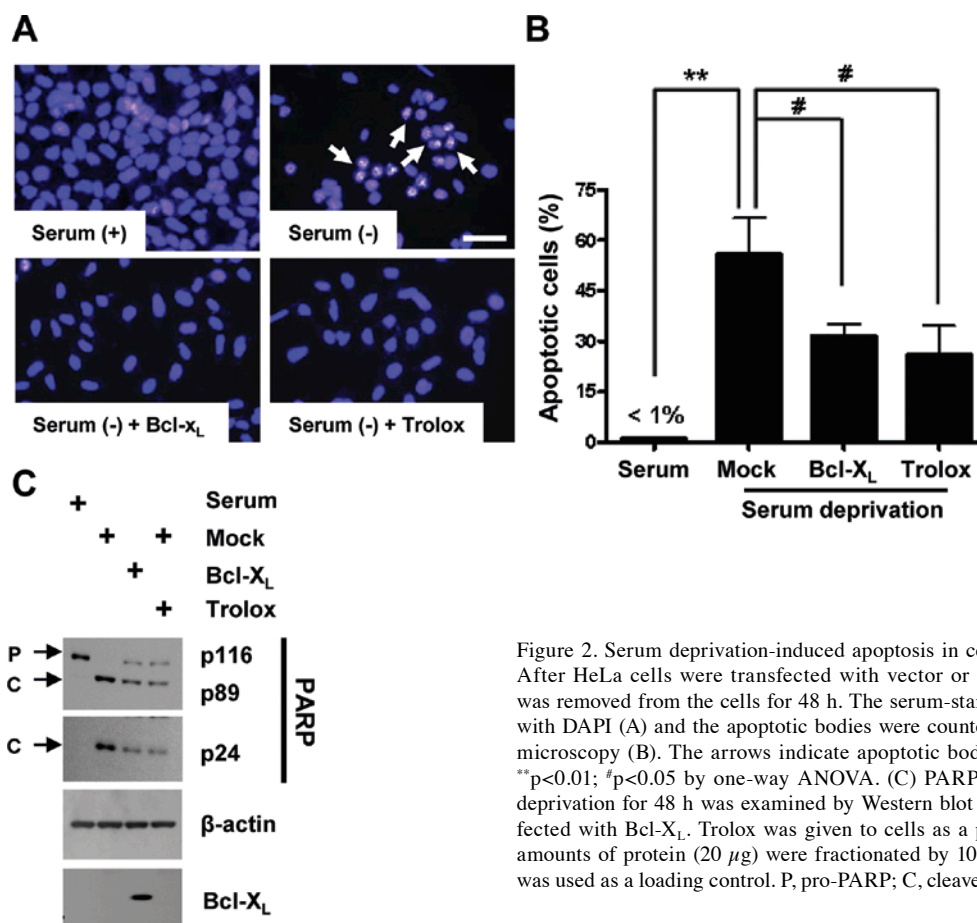 A
Serum (+)
Serum (-)
Serum (-) + Bcl-xL
Serum (-) + Trolox
B
**
#
#
Apoptotic cells (%)
75
60
45
30
15
0
< 1%
Serum Mock Bcl-XL Trolox
Serum deprivation
C
+ Serum
+ + Mock
+ Bcl-XL
+ Trolox
P p116
C p89
C p24
PARP
β-actin
Bcl-XL
Figure 2. Serum deprivation-induced apoptosis in
After HeLa cells were transfected with vector or
was removed from the cells for 48 h. The
with DAPI (A) and the apoptotic bodies were
microscopy (B). The arrows indicate apoptotic
**p<0.01; #p<0.05 by one-way ANOVA. (C) PARP
deprivation for 48 h was examined by Western blot
fected with Bcl-XL. Trolox was given to cells as a
amounts of protein (20 µg) were fractionated by 10
was used as a loading control. P, pro-PARP; C,